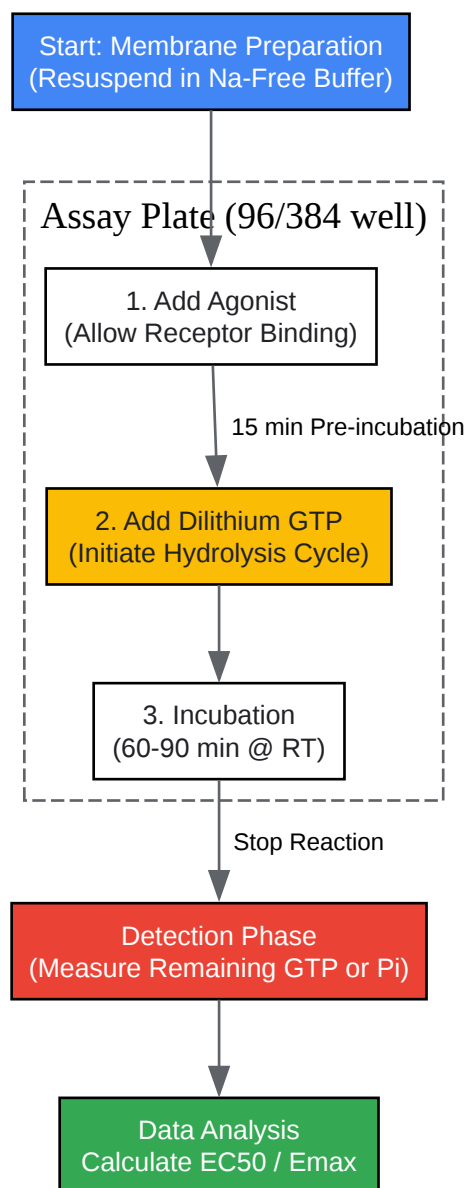 Start: Membrane Preparation
(Resuspend in Na-Free Buffer)
Assay Plate (96/384 well)
1. Add Agonist
(Allow Receptor Binding)
15 min Pre-incubation
2. Add Dilithium GTP
(Initiate Hydrolysis Cycle)
3. Incubation
(60-90 min @ RT)
Stop Reaction
Detection Phase
(Measure Remaining GTP or Pi)
Data Analysis
Calculate EC50 / Emax